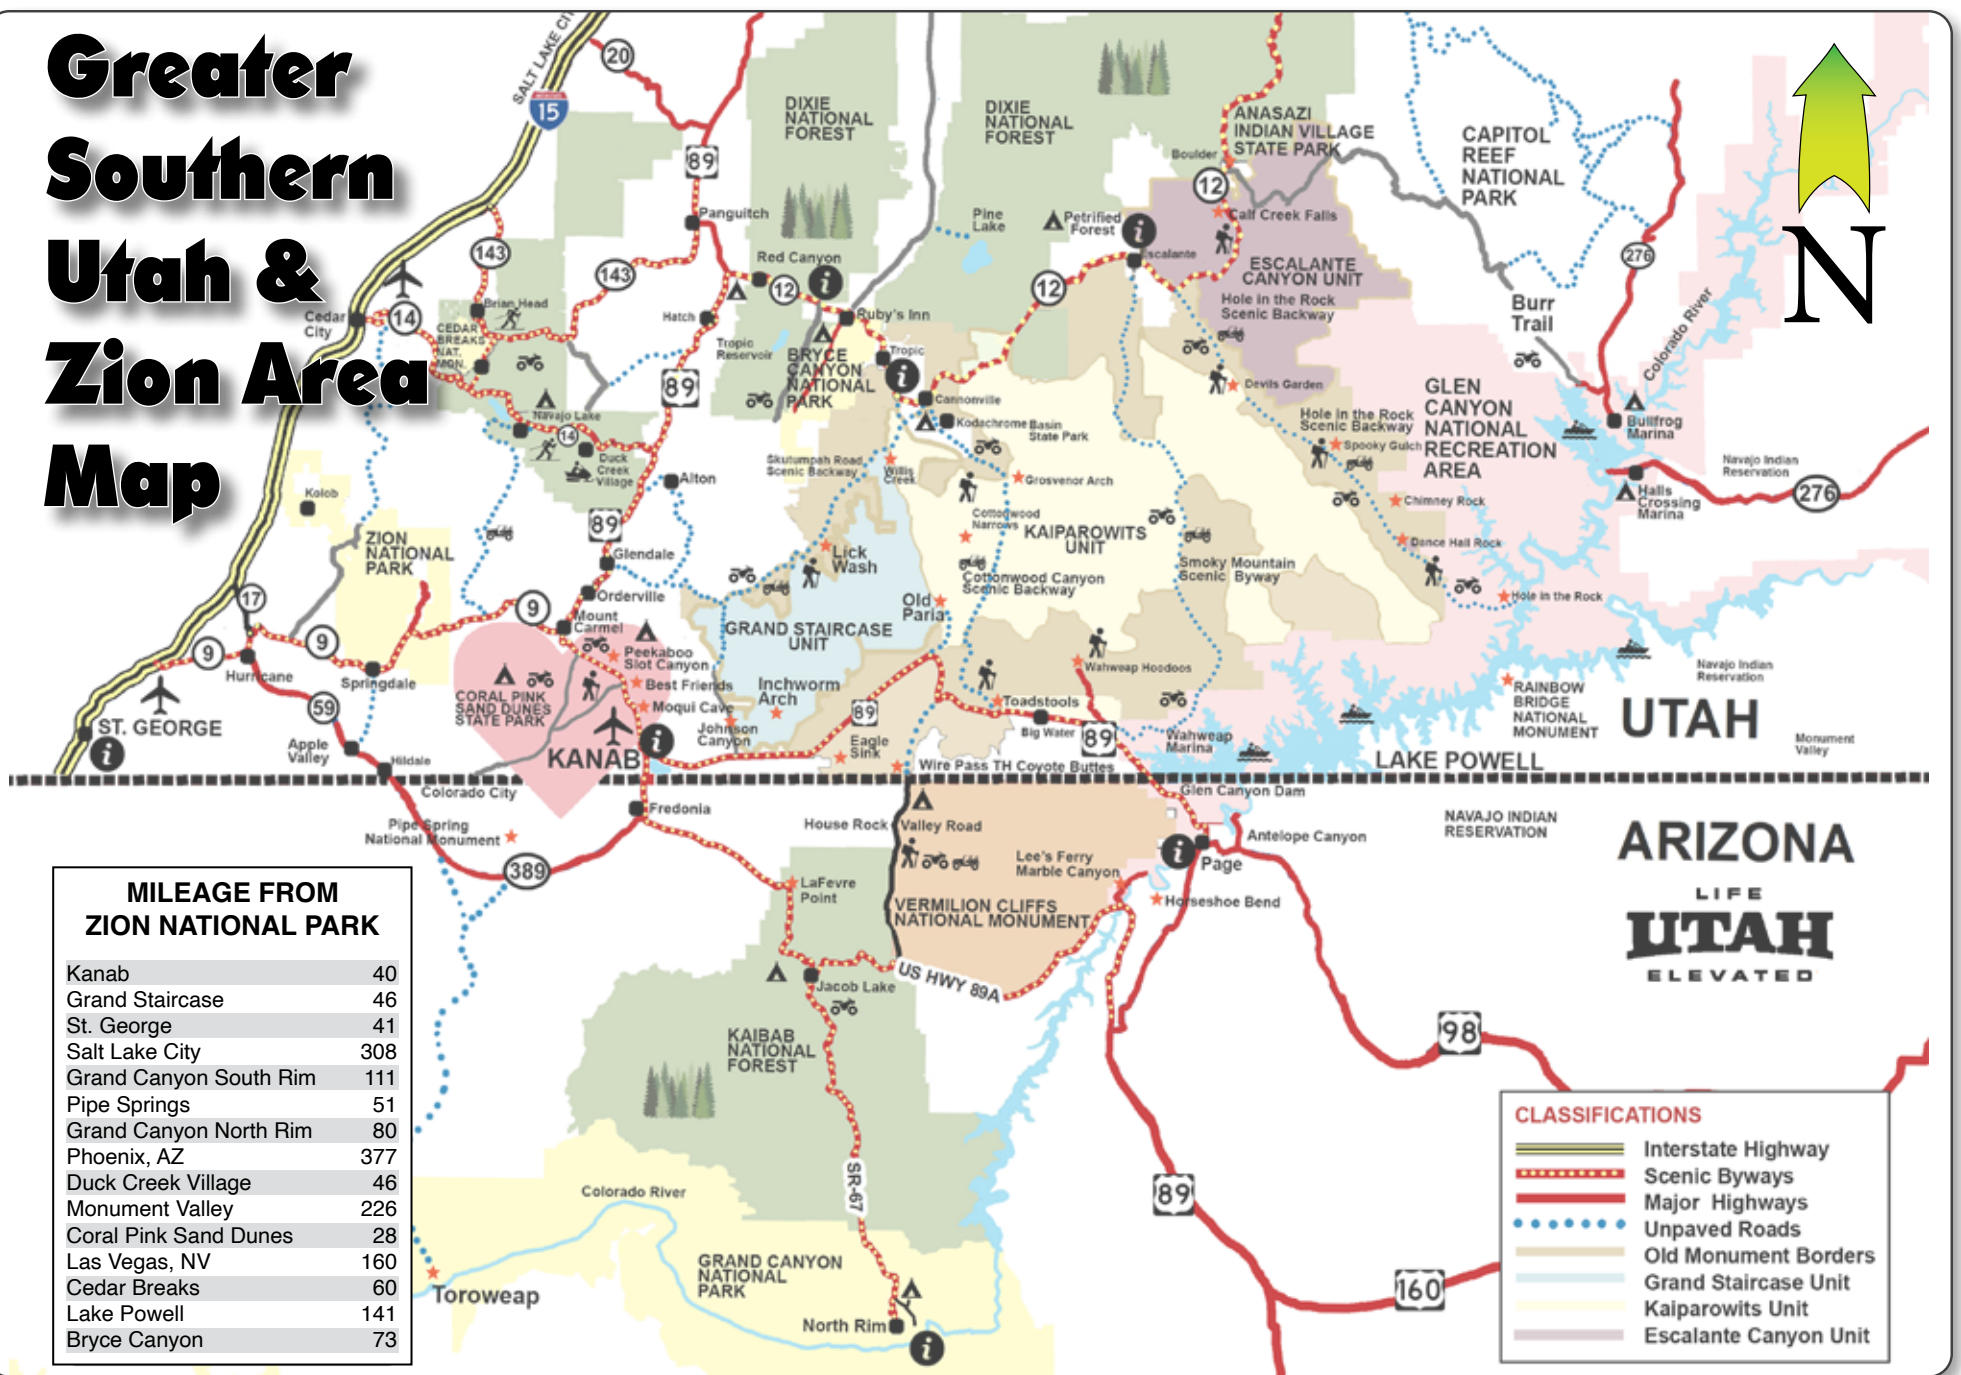 Greater
Southern
Utah &
Zion Area
Map
SALT LAKE CITY
15
20
89
DIXIE
NATIONAL
FOREST
DIXIE
NATIONAL
FOREST
ANASAZI
INDIAN VILLAGE
STATE PARK
Boulder
12
Calf Creek Falls
CAPITOL
REEF
NATIONAL
PARK
N
276
Panguitch
Pine
Lake
Petrified
Forest
i
Escalante
ESCALANTE
CANYON UNIT
Hole in the Rock
Scenic Backway
Burr
Trail
Colorado River
143
143
Red Canyon
12
i
12
Cedar
City
14
Brian Head
CEDAR
BREAKS
NAT.
MON.
Hatch
Ruby's Inn
Tropic
Reservoir
BRYCE
CANYON
NATIONAL
PARK
Tropic
i
89
Cannonville
Kodachrome Basin
State Park
Devils Garden
Hole in the Rock
Scenic Backway
Spooky Gulch
GLEN
CANYON
NATIONAL
RECREATION
AREA
Bullfrog
Marina
Navajo Indian
Reservation
276
Halls
Crossing
Marina
Navajo Lake
14
Duck
Creek
Village
Alton
Skutumpah Road
Scenic Backway
Willis
Creek
Grosvenor Arch
Chimney Rock
Kolob
ZION
NATIONAL
PARK
89
Glendale
Lick
Wash
Cottonwood
Narrows
KAIPAROWITS
UNIT
Cottonwood Canyon
Scenic Backway
Smoky Mountain
Scenic Byway
Dance Hall Rock
Hole in the Rock
17
9
9
9
Orderville
Mount
Carmel
Old
Paria
GRAND STAIRCASE
UNIT
Hurricane
Springdale
Peekaboo
Slot Canyon
Best Friends
Moqui Cave
CORAL PINK
SAND DUNES
STATE PARK
Inchworm
Arch
Johnson
Canyon
Wahweap Hoodoos
Toadstools
Big Water
89
89
Eagle
Sink
Wahweap
Marina
Navajo Indian
Reservation
RAINBOW
BRIDGE
NATIONAL
MONUMENT
UTAH
Monument
Valley
59
ST. GEORGE
i
Apple
Valley
Hildale
KANAB
i
Wire Pass TH Coyote Buttes
LAKE POWELL
Colorado City
Fredonia
Glen Canyon Dam
Pipe Spring
National Monument
389
House Rock Valley Road
Lee's Ferry
Marble Canyon
i
Page
Antelope Canyon
NAVAJO INDIAN
RESERVATION
ARIZONA
LIFE
UTAH
ELEVATED
LaFevre
Point
VERMILION CLIFFS
NATIONAL MONUMENT
Horseshoe Bend
US HWY 89A
Jacob Lake
KAIBAB
NATIONAL
FOREST
SR-67
98
89
160
Colorado River
GRAND CANYON
NATIONAL
PARK
Toroweap
North Rim
i
MILEAGE FROM
ZION NATIONAL PARK
Kanab 40
Grand Staircase 46
St. George 41
Salt Lake City 308
Grand Canyon South Rim 111
Pipe Springs 51
Grand Canyon North Rim 80
Phoenix, AZ 377
Duck Creek Village 46
Monument Valley 226
Coral Pink Sand Dunes 28
Las Vegas, NV 160
Cedar Breaks 60
Lake Powell 141
Bryce Canyon 73
CLASSIFICATIONS
Interstate Highway
Scenic Byways
Major Highways
Unpaved Roads
Old Monument Borders
Grand Staircase Unit
Kaiparowits Unit
Escalante Canyon Unit